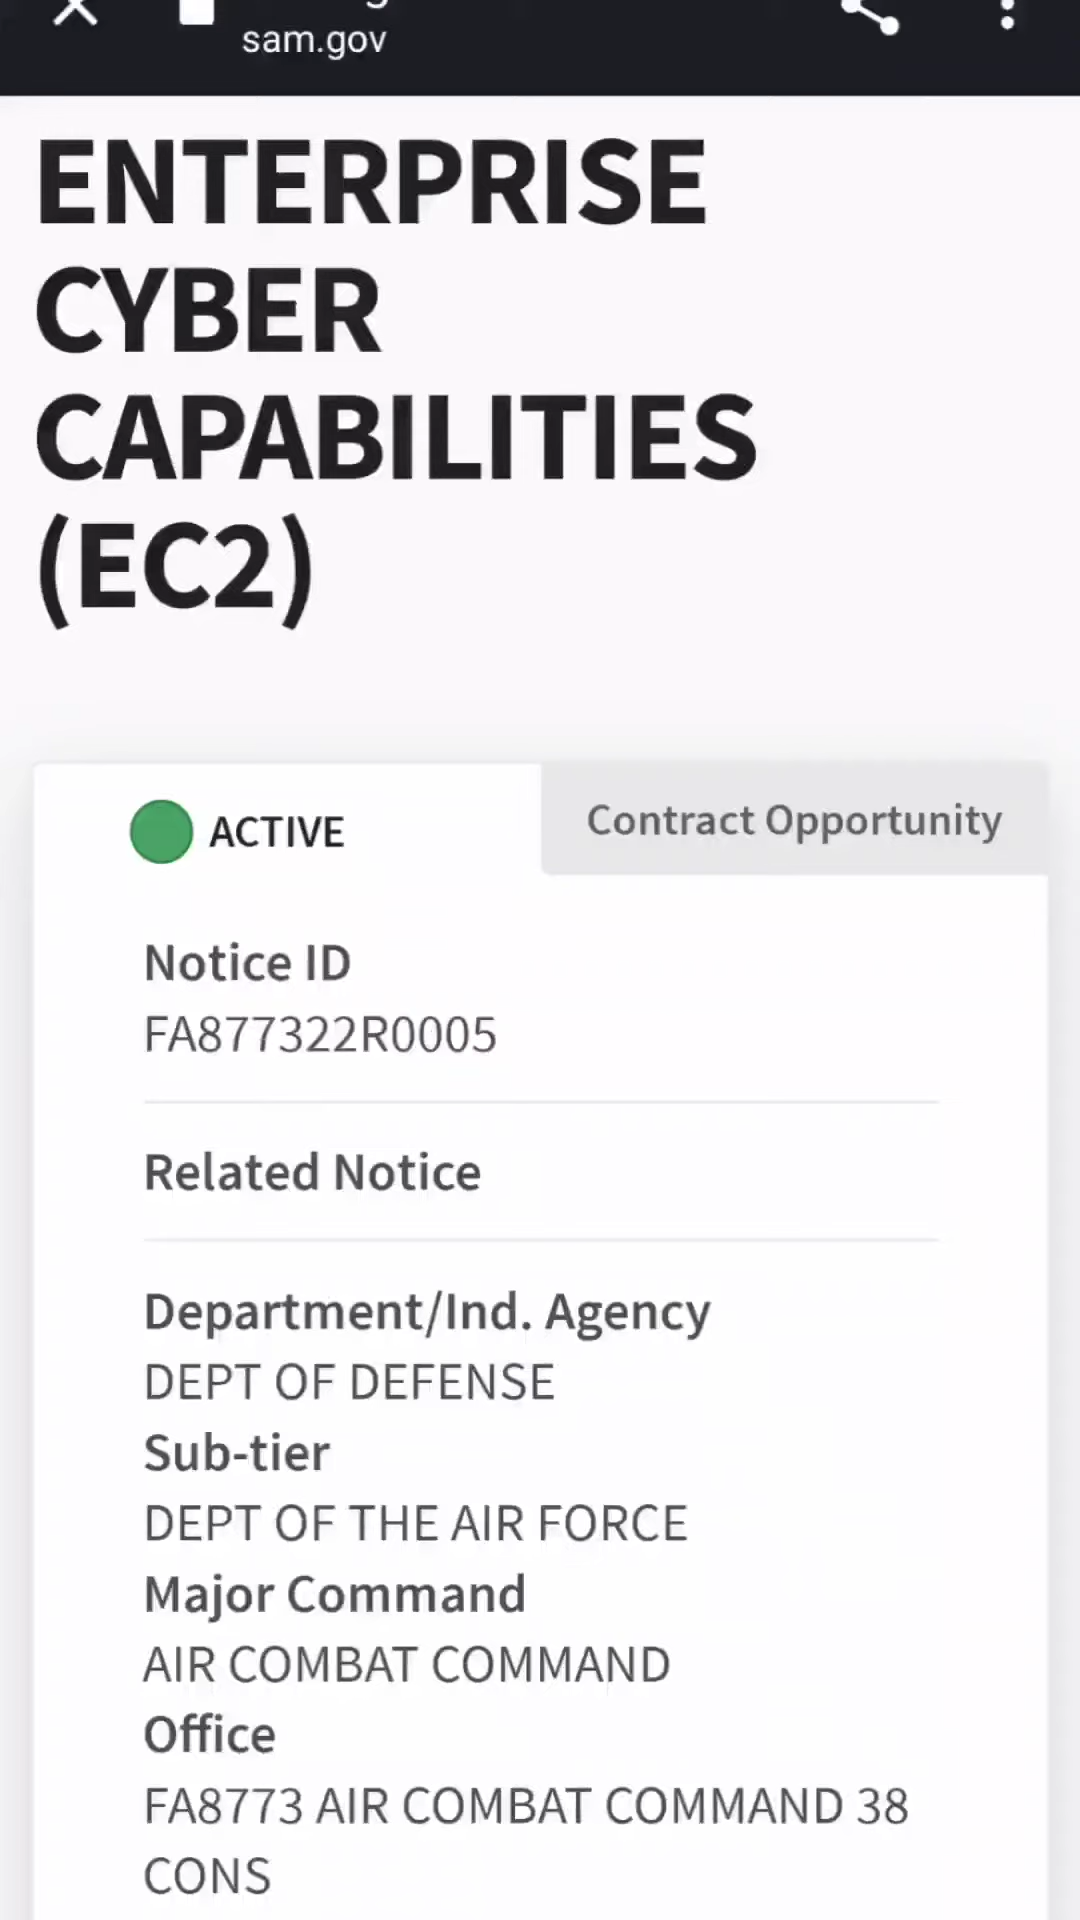 sam.gov
ENTERPRISE
CYBER
CAPABILITIES
(EC2)
ACTIVE
Contract Opportunity
Notice ID
FA877322R0005
Related Notice
Department/Ind. Agency
DEPT OF DEFENSE
Sub-tier
DEPT OF THE AIR FORCE
Major Command
AIR COMBAT COMMAND
Office
FA8773 AIR COMBAT COMMAND 38
CONS